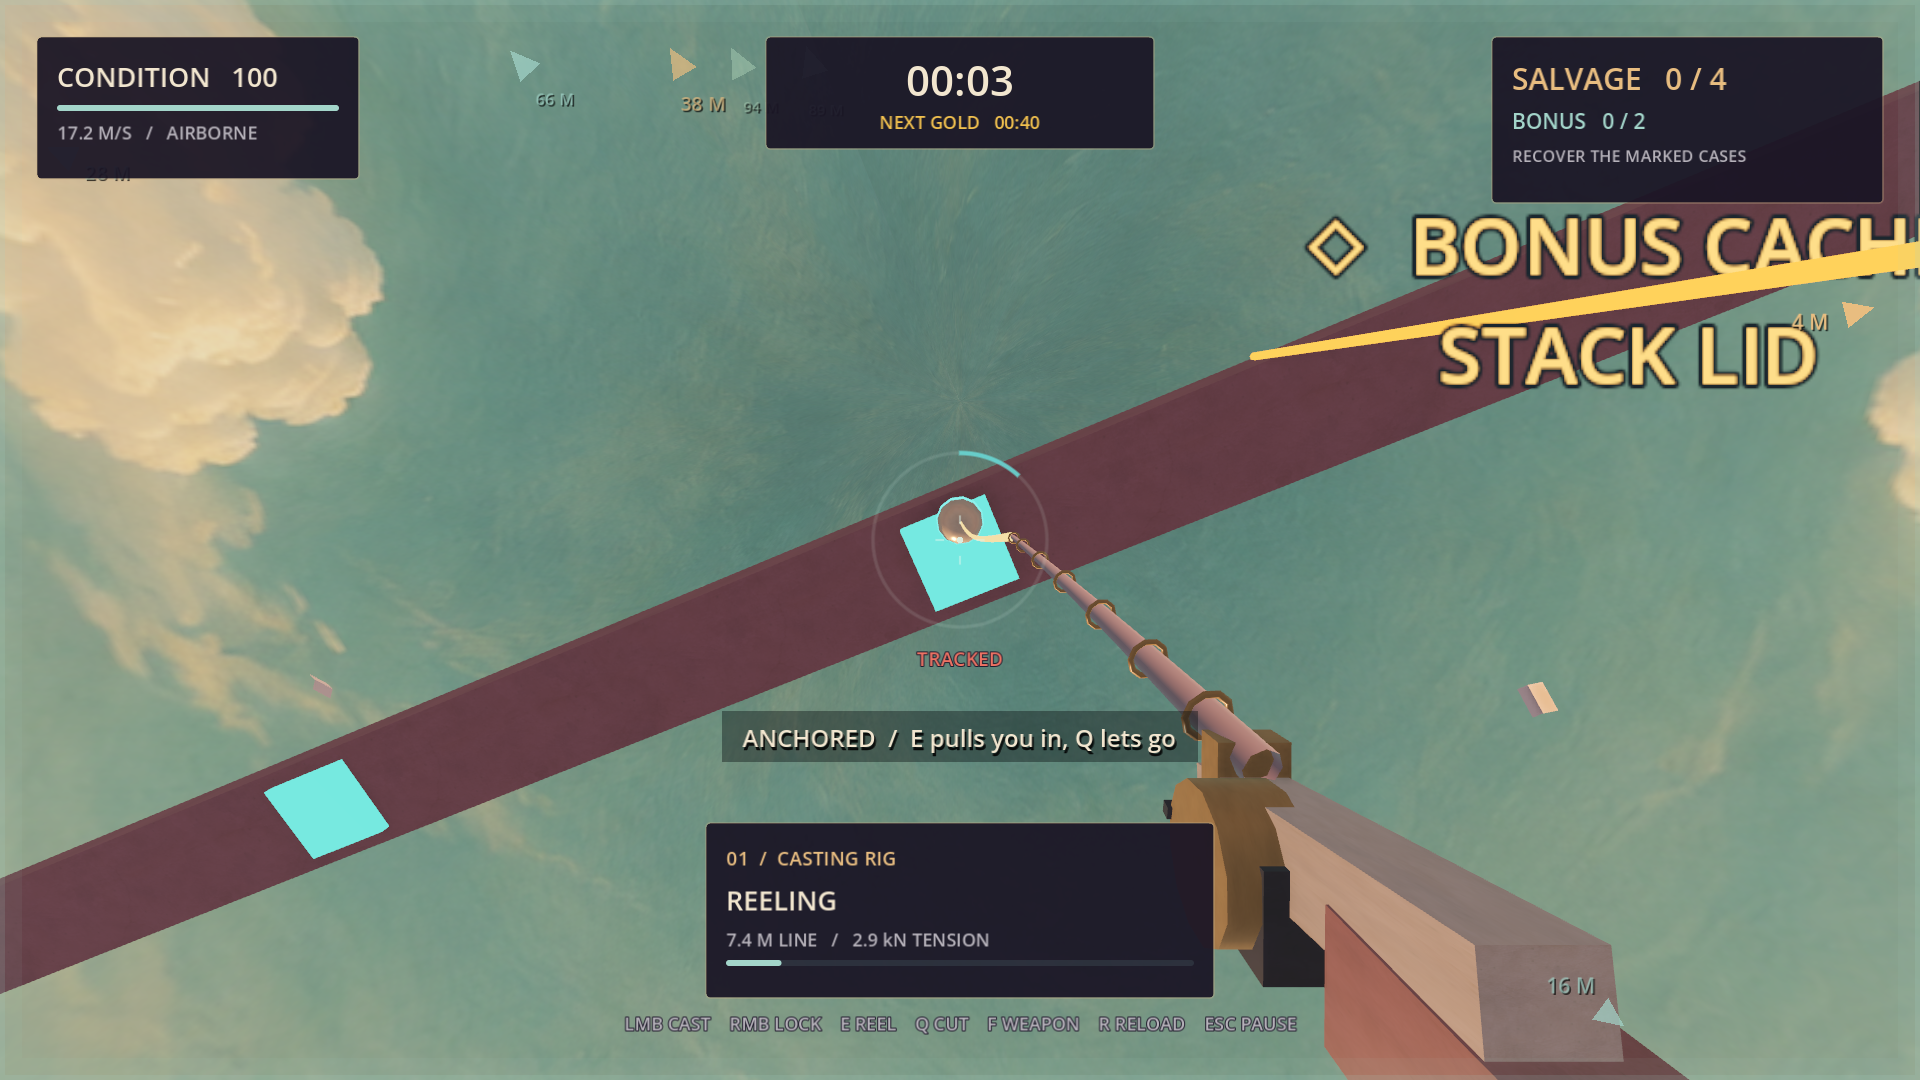 CONDITION 100
17.2 M/S / AIRBORNE
28 M
66 M
38 M
94
00:03
NEXT GOLD 00:40
SALVAGE 0 / 4
BONUS 0 / 2
RECOVER THE MARKED CASES
BONUS CACH
STACK LID
4 M
TRACKED
ANCHORED / E pulls you in, Q lets go
01 / CASTING RIG
REELING
7.4 M LINE / 2.9 kN TENSION
16 M
LMB CAST RMB LOCK E REEL Q CUT F WEAPON R RELOAD ESC PAUSE